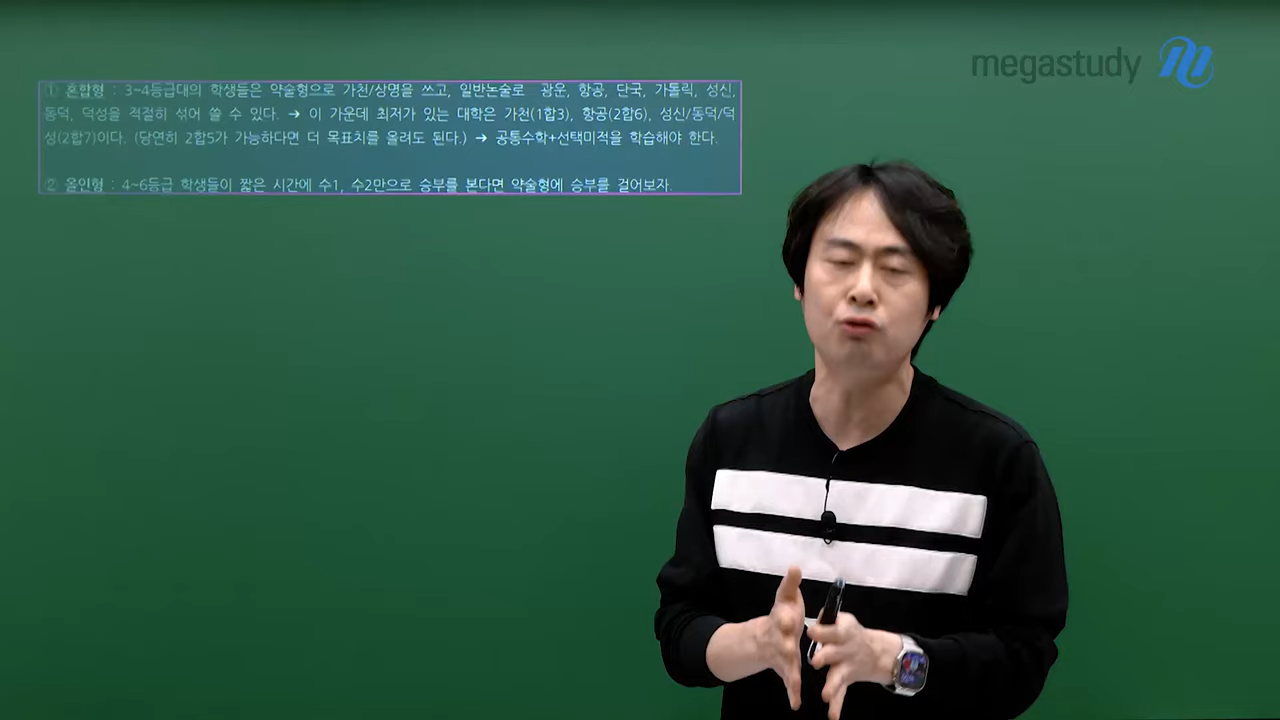 megastudy
① 혼합형 : 3~4등급대의 학생들은 약술형으로 가천/상명을 쓰고, 일반논술로 광운, 항공, 단국, 가톨릭, 성신,
동덕, 덕성을 적절히 섞어 쓸 수 있다. → 이 가운데 최저가 있는 대학은 가천(1합3), 항공(2합6), 성신/동덕/덕
성(2합7)이다. (당연히 2합5가 가능하다면 더 목표치를 올려도 된다.) → 공통수학+선택미적을 학습해야 한다.
② 올인형 : 4~6등급 학생들이 짧은 시간에 수1, 수2만으로 승부를 본다면 약술형에 승부를 걸어보자.